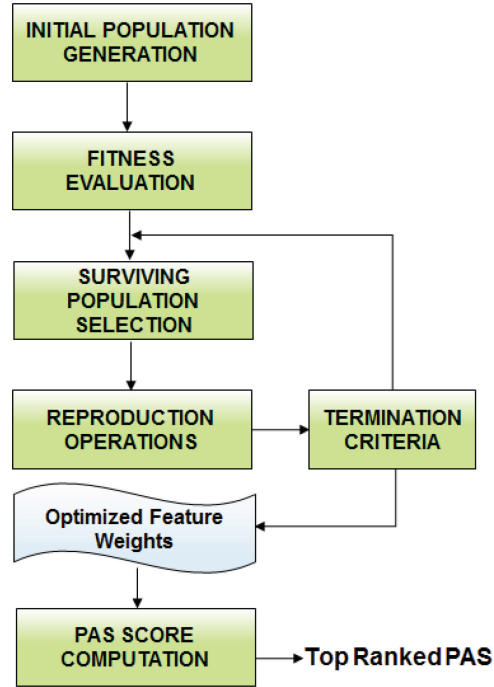 INITIAL POPULATION
GENERATION
FITNESS
EVALUATION
SURVIVING
POPULATION
SELECTION
REPRODUCTION
OPERATIONS
TERMINATION
CRITERIA
Optimized Feature
Weights
PAS SCORE
COMPUTATION
Top Ranked PAS